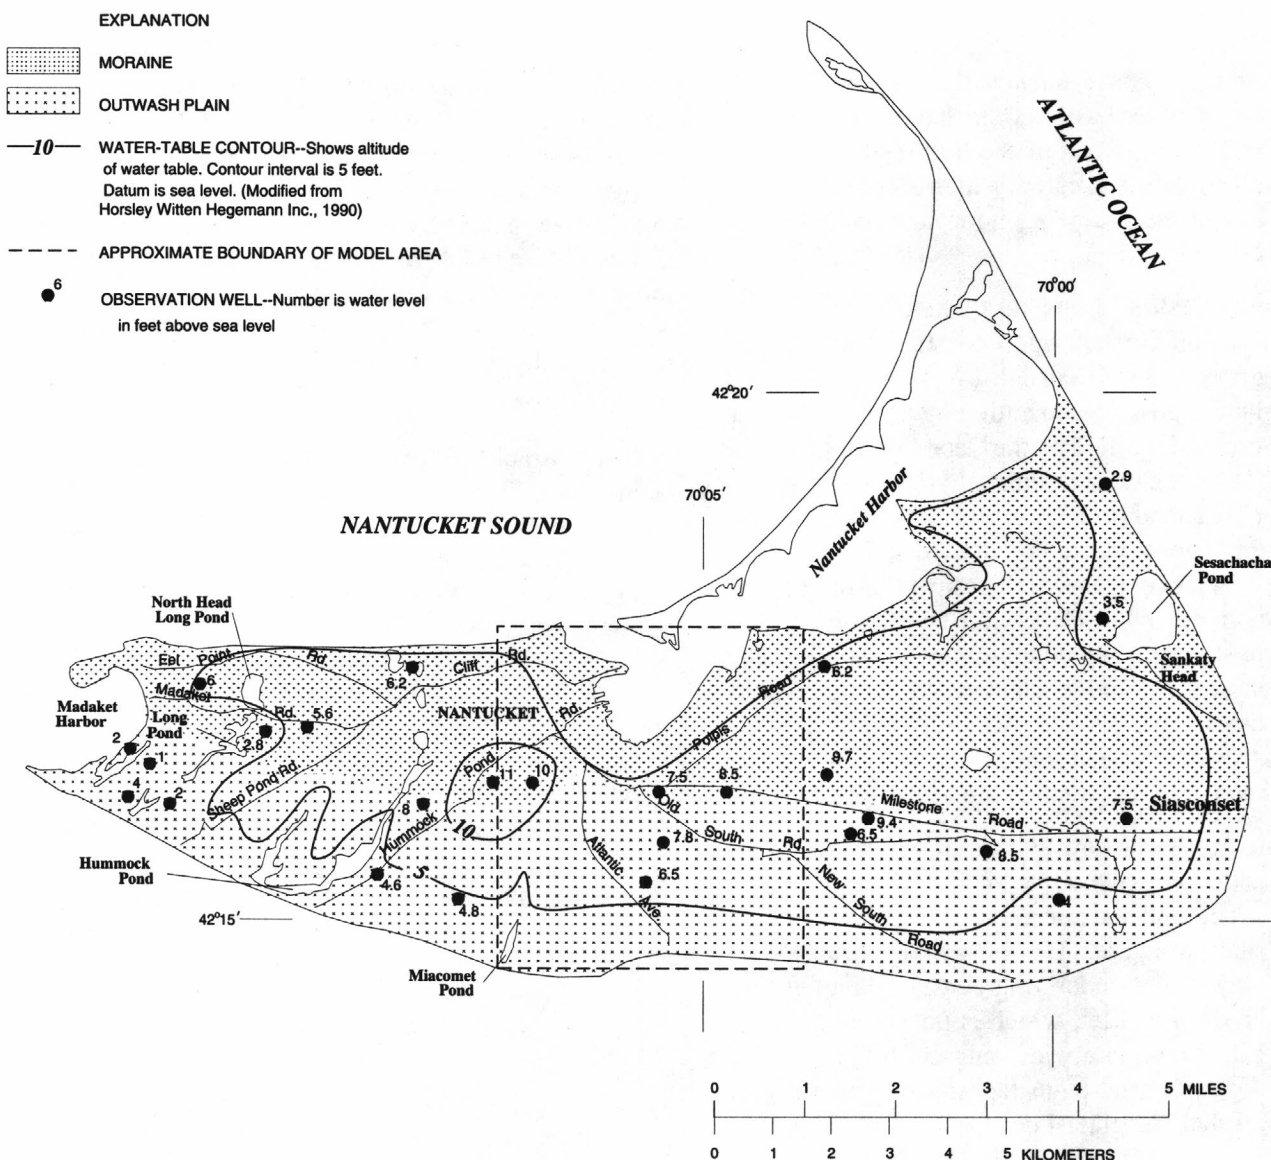 EXPLANATION
MORAINE
OUTWASH PLAIN
10
WATER-TABLE CONTOUR--Shows altitude
of water table. Contour interval is 5 feet.
Datum is sea level. (Modified from
Horsley Witten Hegemann Inc., 1990)
APPROXIMATE BOUNDARY OF MODEL AREA
6
OBSERVATION WELL--Number is water level
in feet above sea level
ATLANTIC OCEAN
70°00′
42°20′
70°05′
Nantucket Harbor
NANTUCKET SOUND
2.9
Sesachacha
Pond
3.5
North Head
Long Pond
Eel Point Rd.
Cliff Rd.
6.2
6
Madaket Rd.
Madaket
Harbor
Long
Pond
NANTUCKET
Polpis Road
6.2
Sankaty
Head
2
2.8
5.6
1
4
2
Sheep Pond Rd.
8
Hummock Pond Rd.
11
10
10
7.5
8.5
9.7
Old South Rd.
Milestone Road
9.4
6.5
7.5
Siasconset
7.8
8.5
Atlantic Ave.
6.5
New South Road
Hummock
Pond
4.6
5
4.8
4
42°15′
Miacomet
Pond
0 1 2 3 4 5 MILES
0 1 2 3 4 5 KILOMETERS